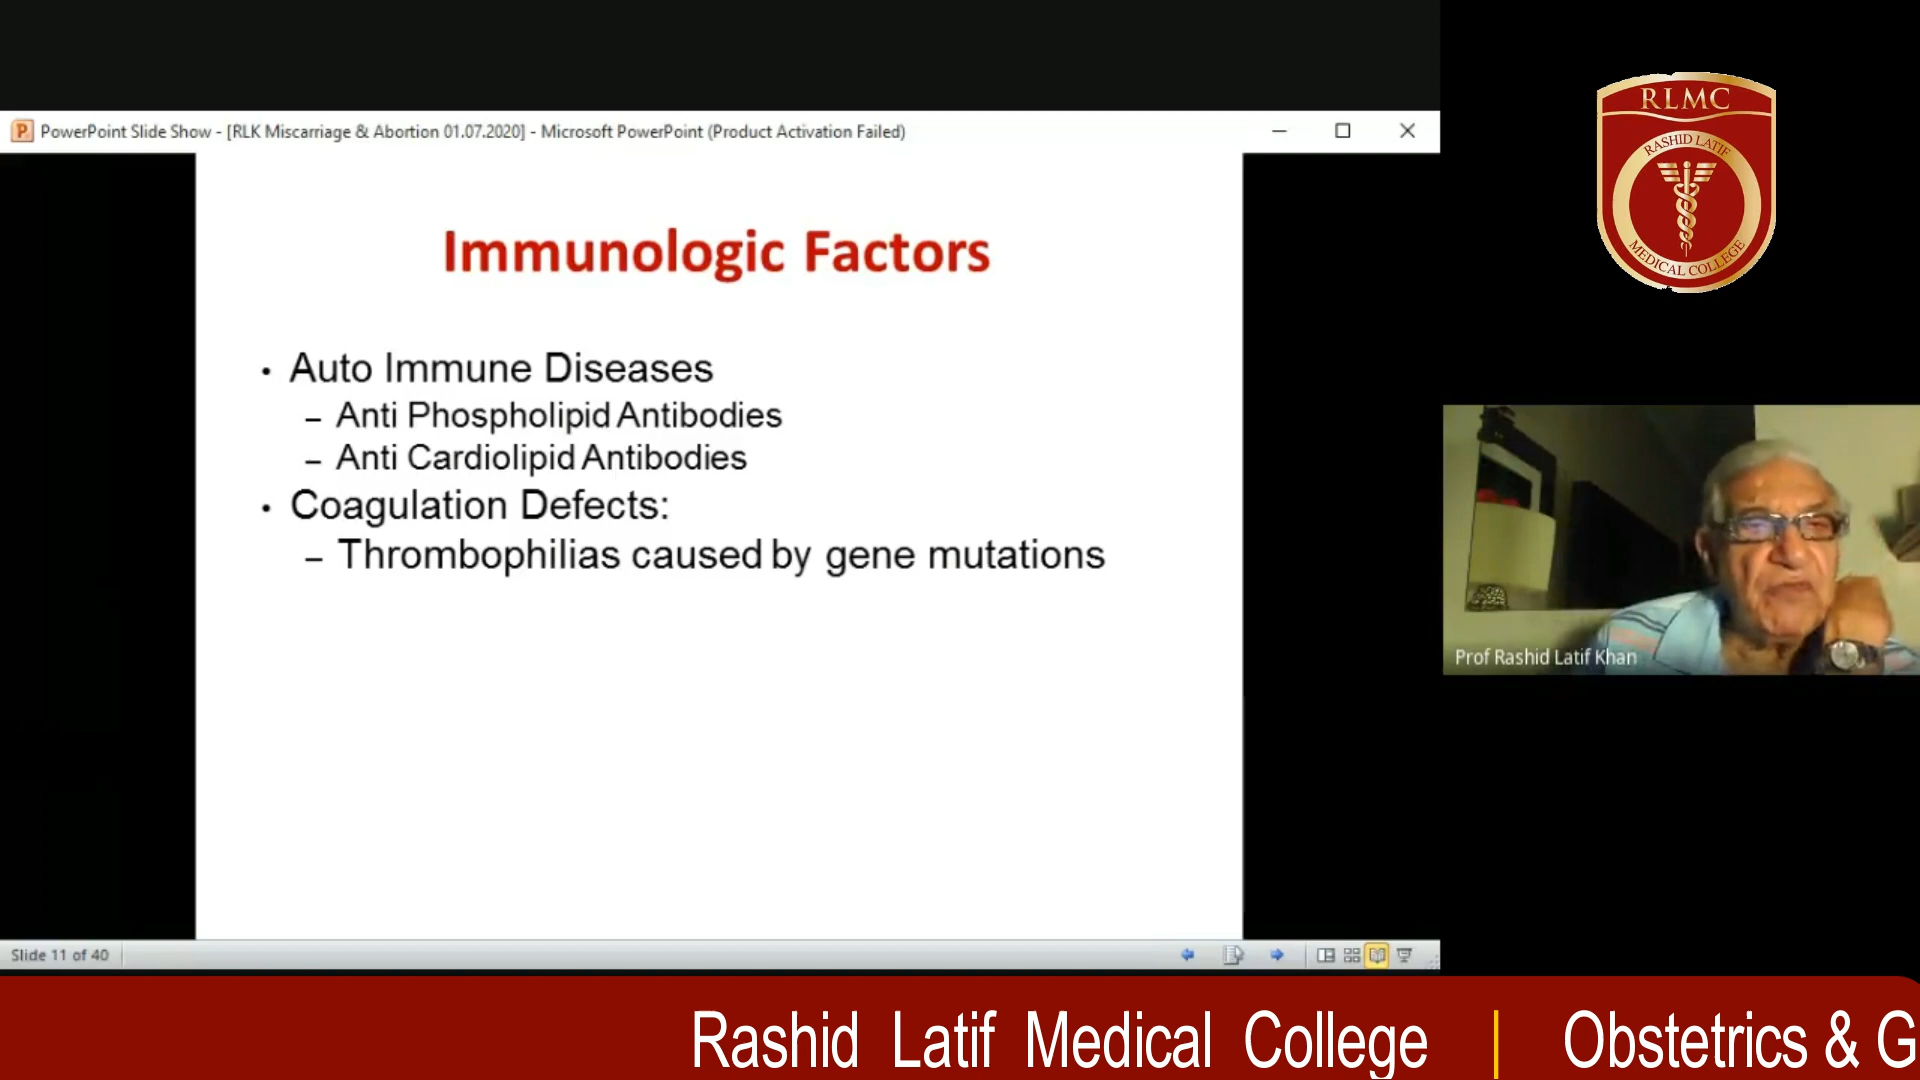 PowerPoint Slide Show - [RLK Miscarriage & Abortion 01.07.2020] - Microsoft PowerPoint (Product Activation Failed)
Immunologic Factors
• Auto Immune Diseases
– Anti Phospholipid Antibodies
– Anti Cardiolipid Antibodies
• Coagulation Defects:
– Thrombophilias caused by gene mutations
Slide 11 of 40
RLMC
RASHID LATIF
MEDICAL COLLEGE
Prof Rashid Latif Khan
Rashid Latif Medical College | Obstetrics & G